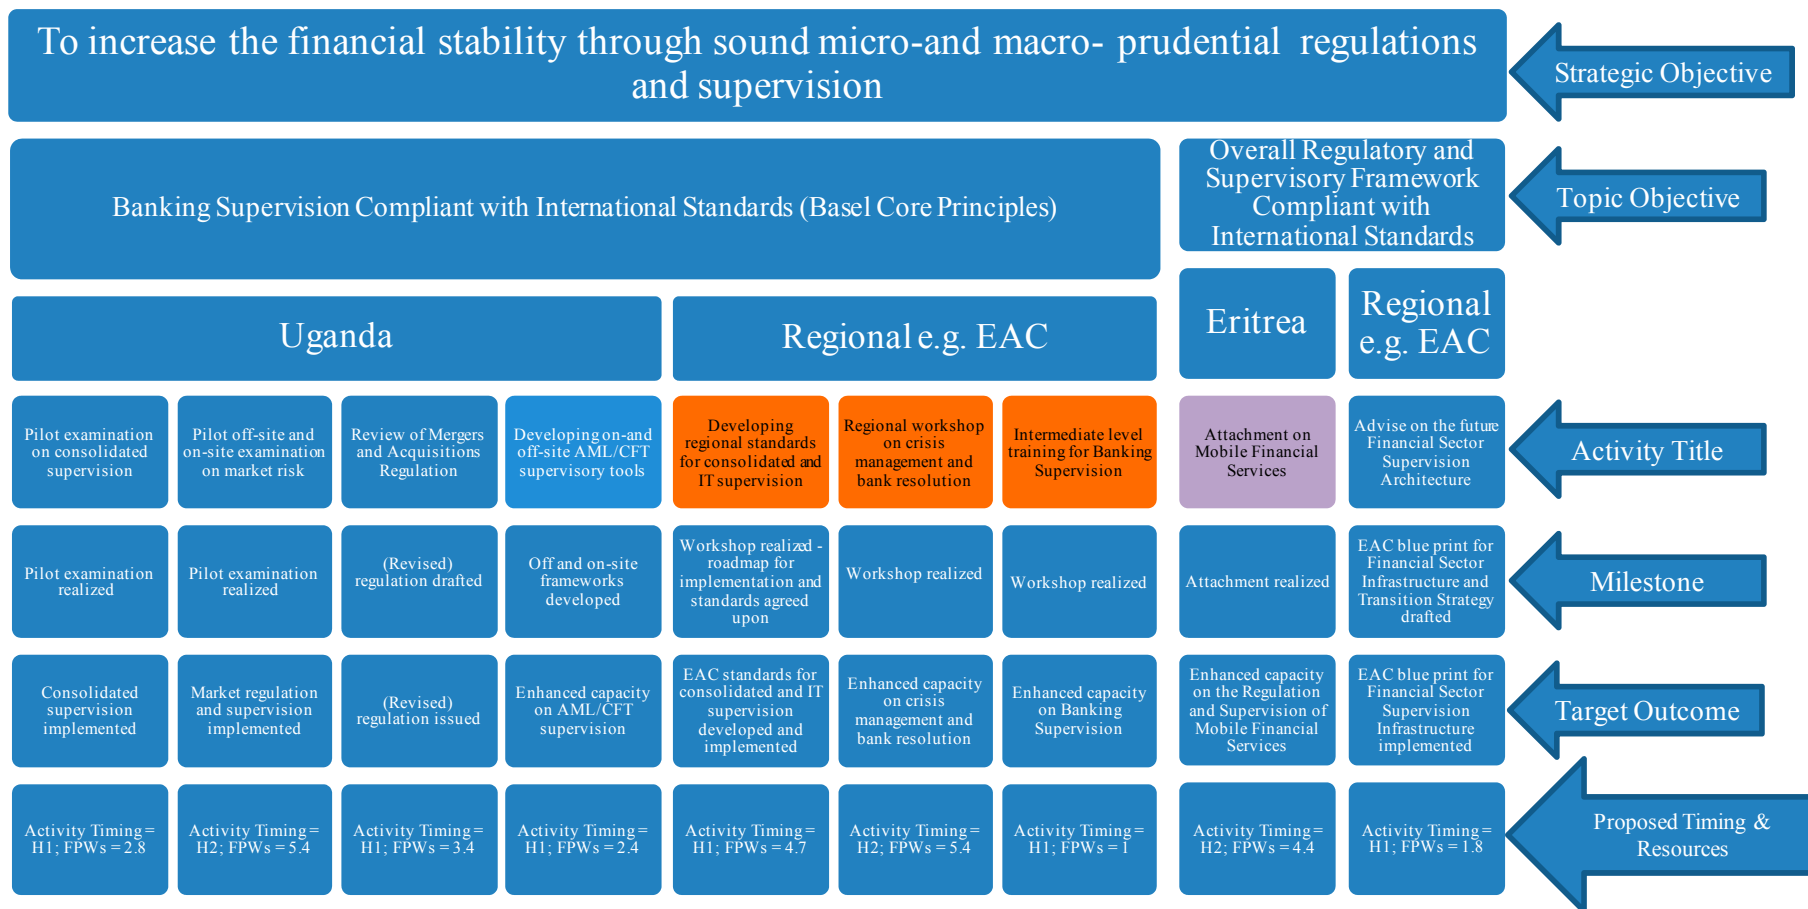 To increase the financial stability through sound micro-and macro- prudential regulations
and supervision
Strategic Objective
Banking Supervision Compliant with International Standards (Basel Core Principles)
Overall Regulatory and
Supervisory Framework
Compliant with
International Standards
Topic Objective
Uganda
Regional e.g. EAC
Eritrea
Regional
e.g. EAC
Pilot examination
on consolidated
supervision
Pilot off-site and
on-site examination
on market risk
Review of Mergers
and Acquisitions
Regulation
Developing on-and
off-site AML/CFT
supervisory tools
Developing
regional standards
for consolidated and
IT supervision
Regional workshop
on crisis
management and
bank resolution
Intermediate level
training for Banking
Supervision
Attachment on
Mobile Financial
Services
Advise on the future
Financial Sector
Supervision
Architecture
Activity Title
Pilot examination
realized
Pilot examination
realized
(Revised)
regulation drafted
Off and on-site
frameworks
developed
Workshop realized -
roadmap for
implementation and
standards agreed
upon
Workshop realized
Workshop realized
Attachment realized
EAC blue print for
Financial Sector
Infrastructure and
Transition Strategy
drafted
Milestone
Consolidated
supervision
implemented
Market regulation
and supervision
implemented
(Revised)
regulation issued
Enhanced capacity
on AML/CFT
supervision
EAC standards for
consolidated and IT
supervision
developed and
implemented
Enhanced capacity
on crisis
management and
bank resolution
Enhanced capacity
on Banking
Supervision
Enhanced capacity
on the Regulation
and Supervision of
Mobile Financial
Services
EAC blue print for
Financial Sector
Supervision
Infrastructure
implemented
Target Outcome
Activity Timing =
H1; FPWs = 2.8
Activity Timing =
H2; FPWs = 5.4
Activity Timing =
H1; FPWs = 3.4
Activity Timing =
H1; FPWs = 2.4
Activity Timing =
H1; FPWs = 4.7
Activity Timing =
H2; FPWs = 5.4
Activity Timing =
H1; FPWs = 1
Activity Timing =
H2; FPWs = 4.4
Activity Timing =
H1; FPWs = 1.8
Proposed Timing &
Resources